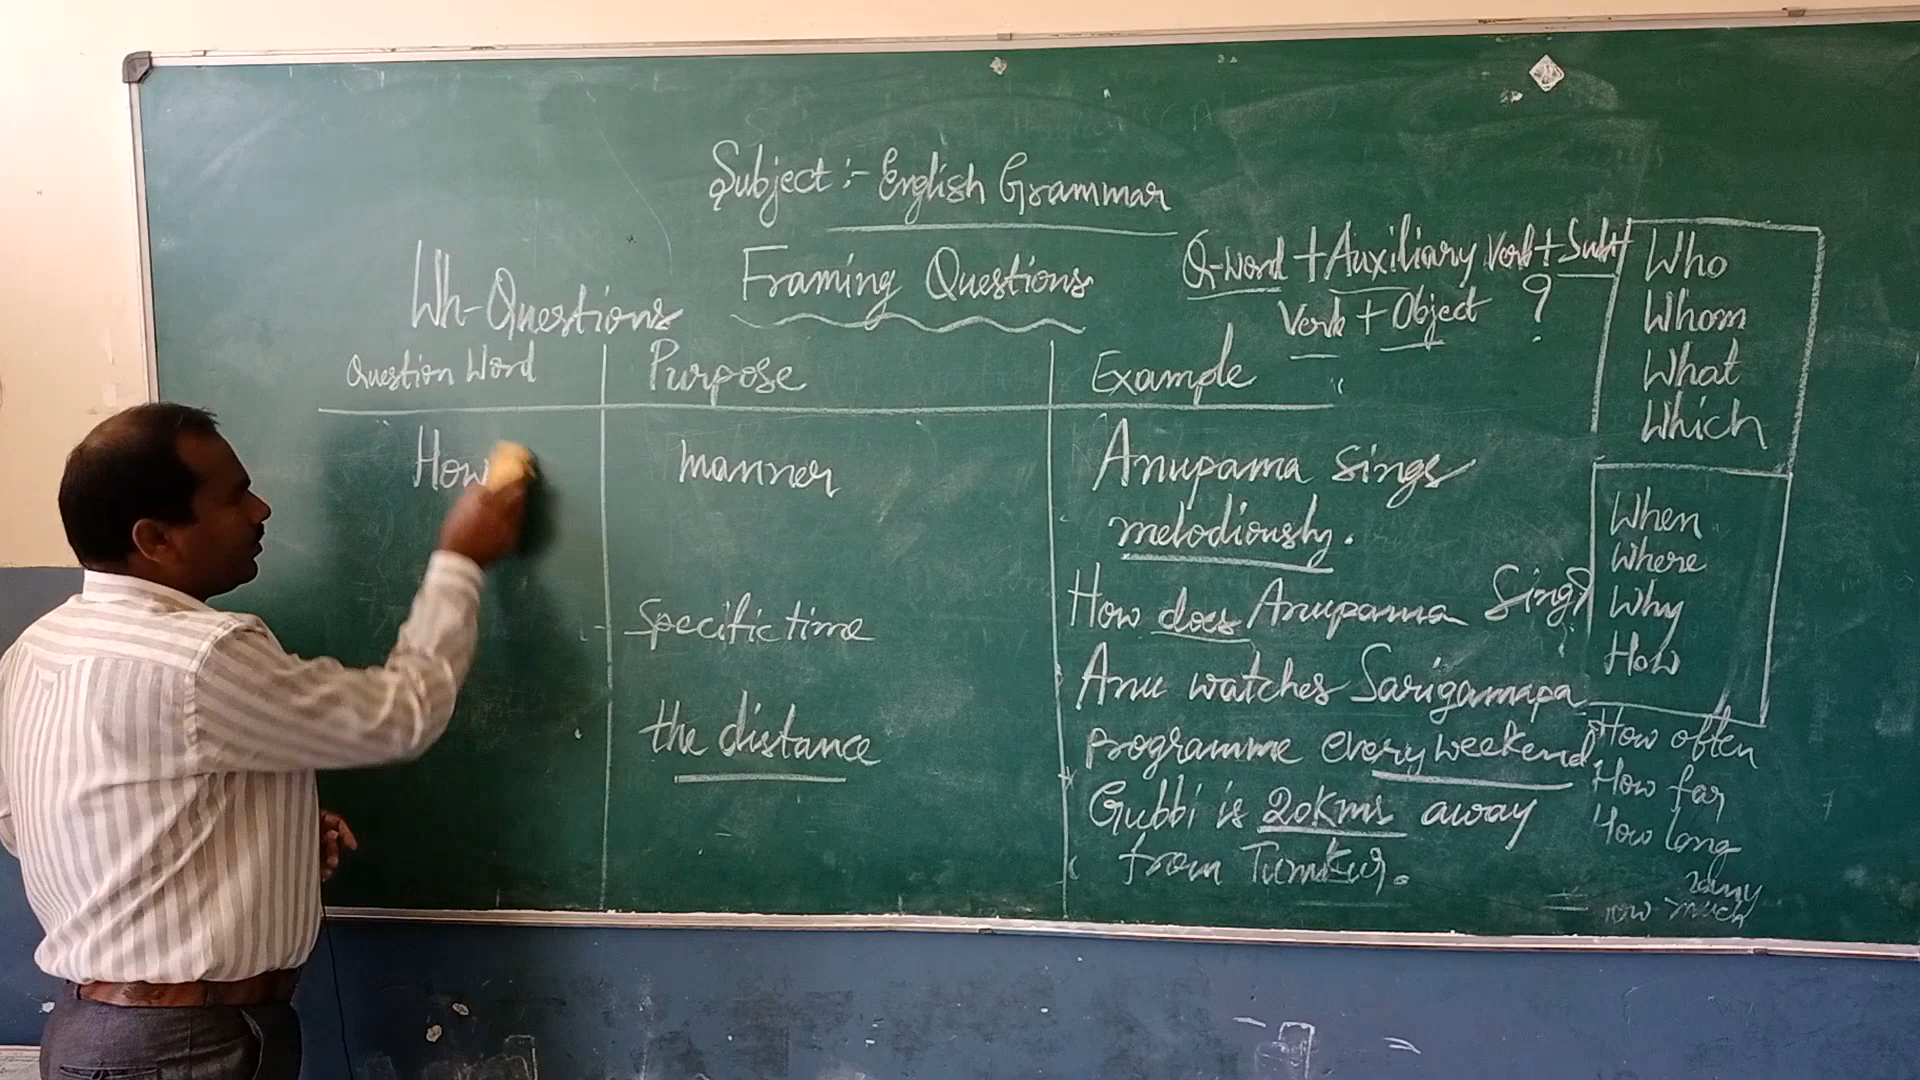 Subject :- English Grammar
Framing Questions
Q-Word + Auxiliary Verb + Subt
Verb + Object ?
Wh-Questions
Question Word
Purpose
Example
How
manner
Anupama sings
melodiously.
How does Anupama Sing?
Specific time
Anu watches Sarigamapa
programme every weekend.
the distance
Gubbi is 20kms away
from Tumkur.
Who
Whom
What
Which
When
Where
Why
How
How often
How far
How long
many
How much